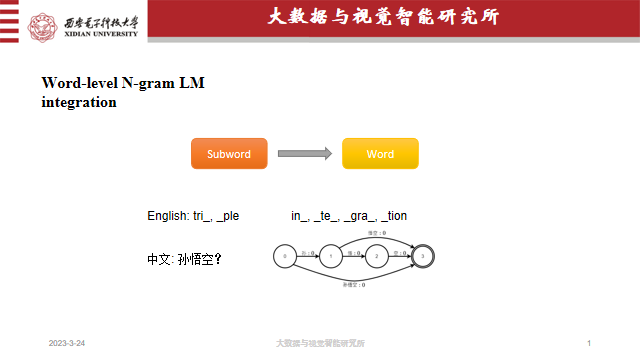 西安电子科技大学
XIDIAN UNIVERSITY
大数据与视觉智能研究所
Word-level N-gram LM
integration
Subword
Word
English: tri_, _ple
in_, _te_, _gra_, _tion
中文: 孙悟空？
悟空：0
0
孙：0
1
悟：0
2
空：0
3
孙悟空：0
2023-3-24
大数据与视觉智能研究所
1